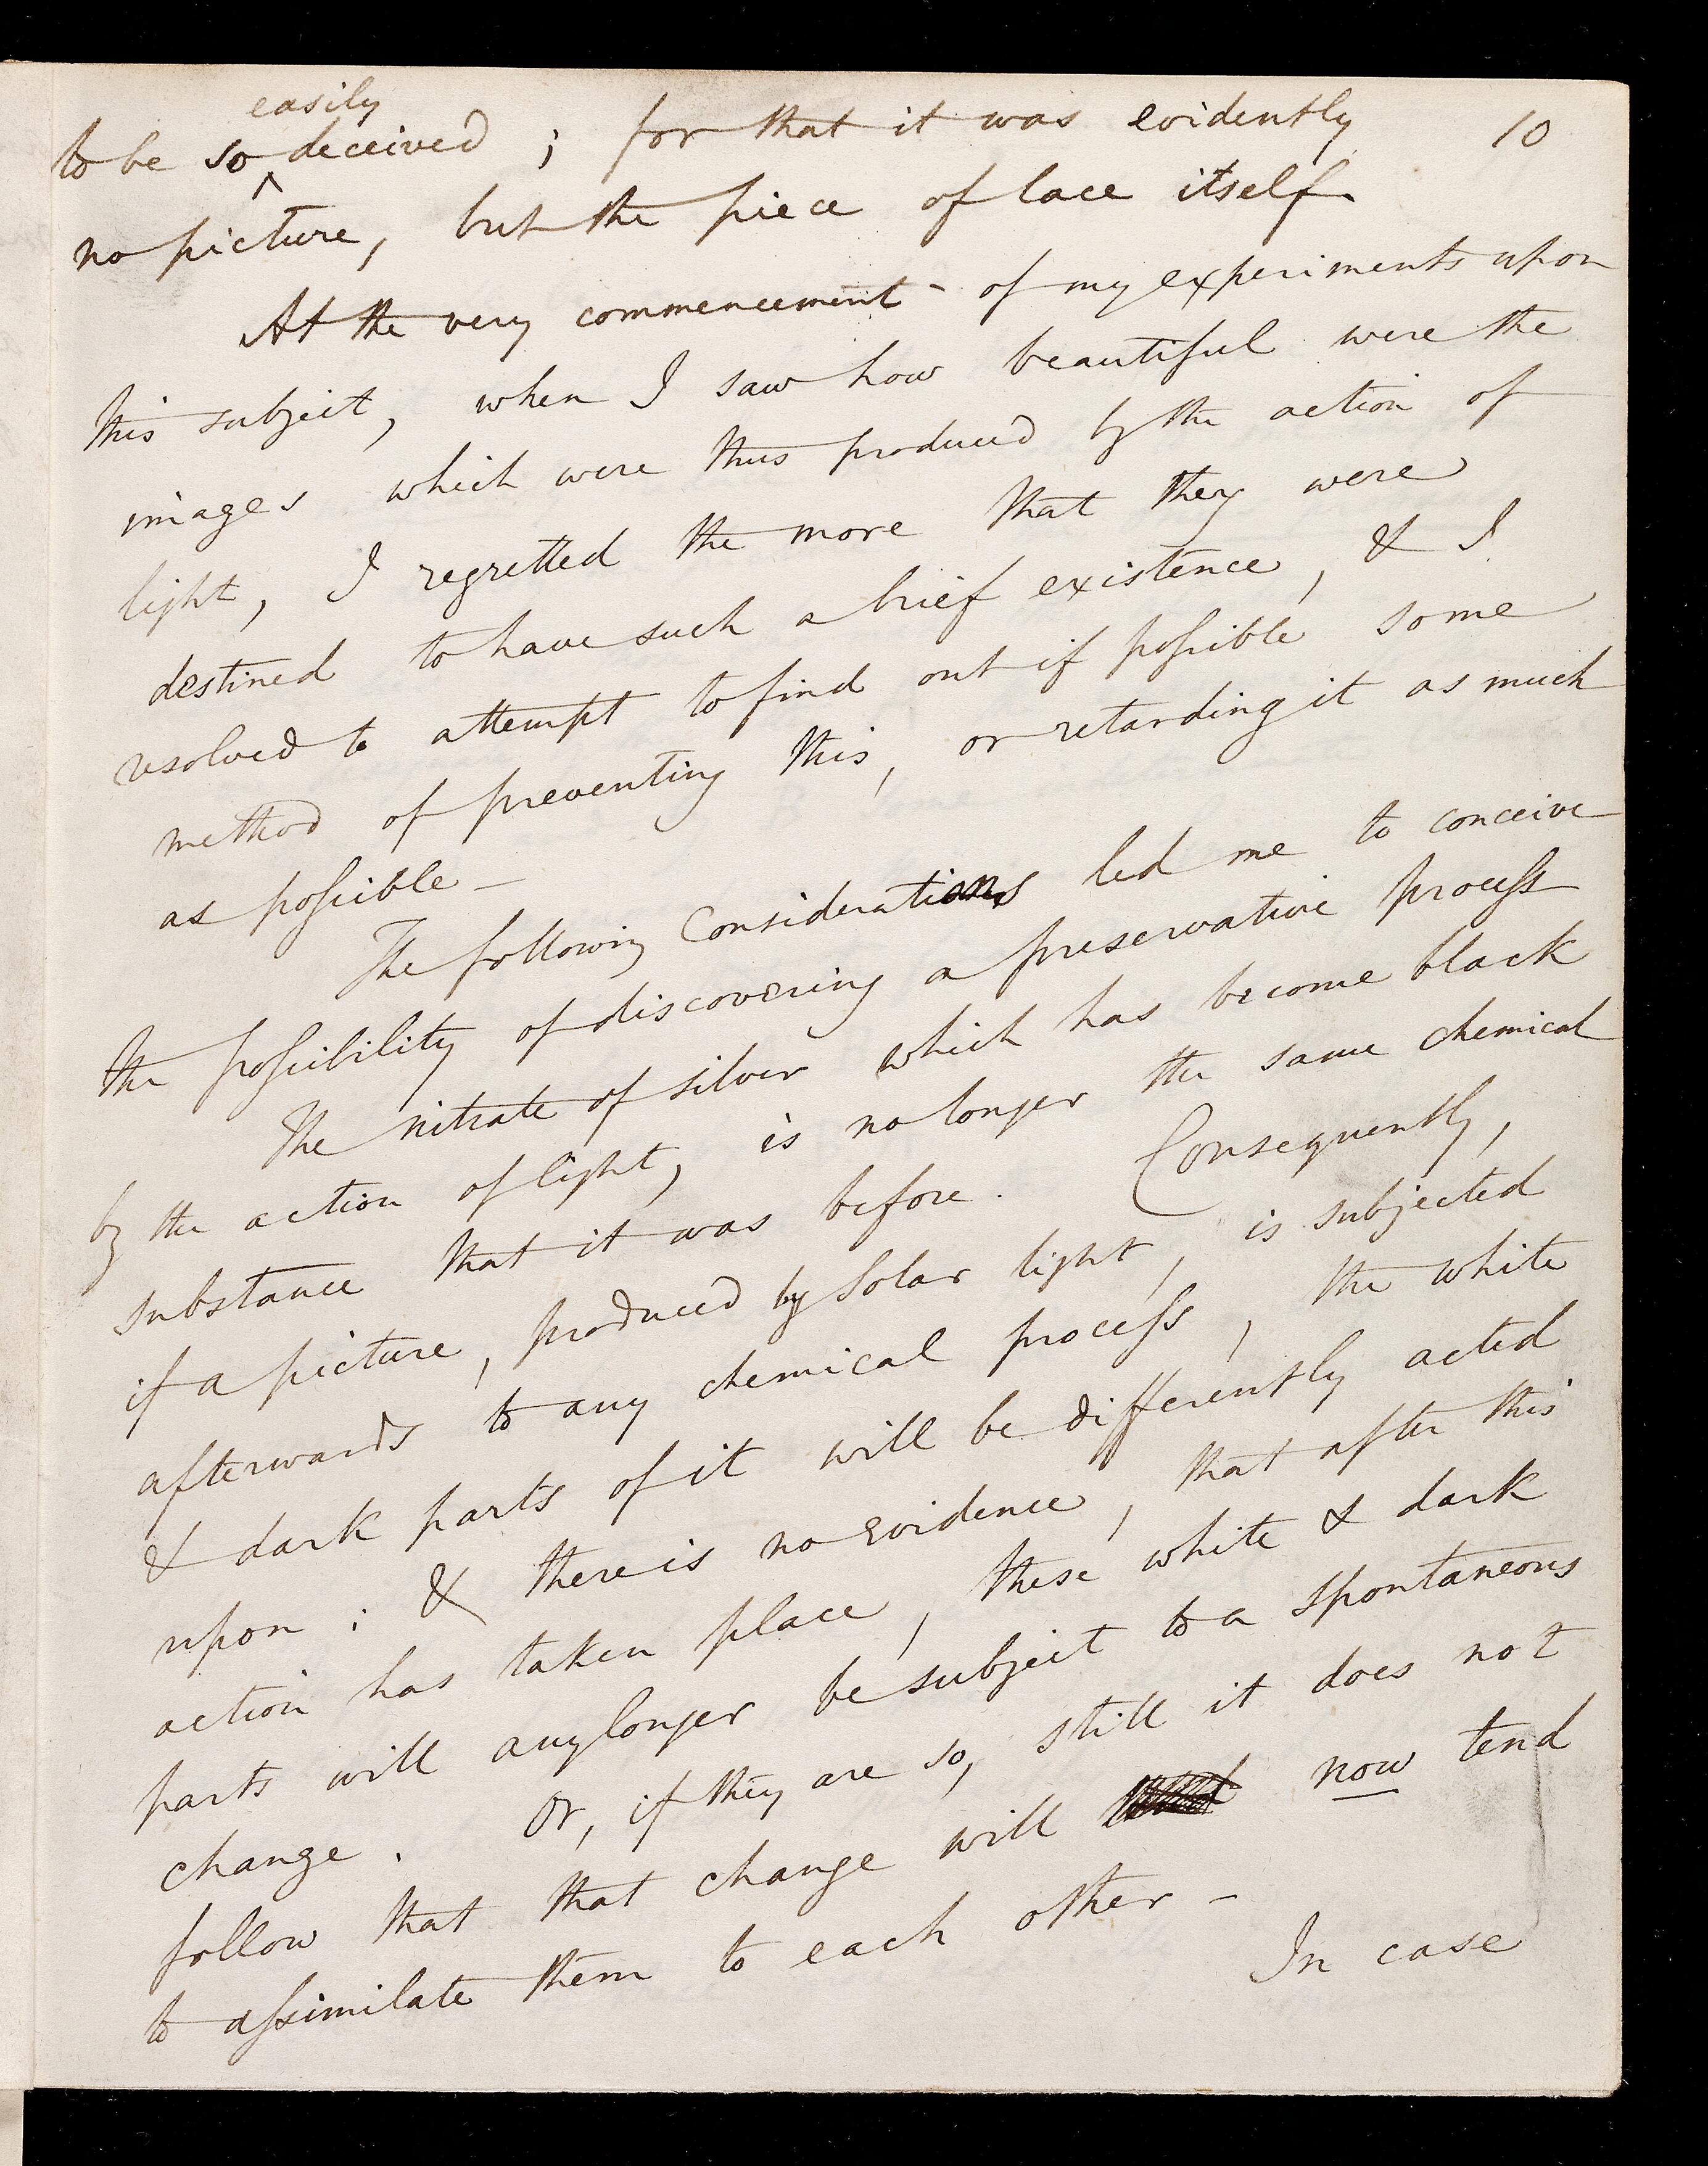 10
easily
to be so deceived ; for that it was evidently
no picture, but the piece of lace itself.
At the very commencement of my experiments upon
this subject, when I saw how beautiful were the
images which were thus produced by the action of
light, I regretted the more that they were
destined to have such a brief existence, & I
resolved to attempt to find out if poſsible some
method of preventing this, or retarding it as much
as poſsible —
The following Considerations led me to conceive
the poſsibility of discovering a preservative proceſs
The nitrate of silver which has become black
by the action of light, is no longer the same chemical
substance that it was before. Consequently,
if a picture, produced by Solar light, is subjected
afterwards to any chemical proceſs, the white
& dark parts of it will be differently acted
upon ; & there is no evidence, that after this
action has taken place, these white & dark
parts will any longer be subject to a spontaneous
change. Or, if they are so, still it does not
follow that that change will now tend
to aſsimilate them to each other —
In case